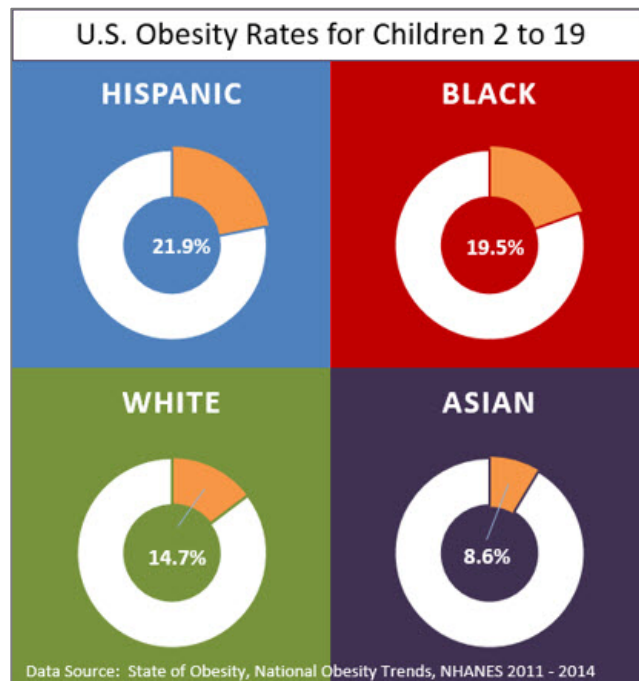 U.S. Obesity Rates for Children 2 to 19
HISPANIC
21.9%
BLACK
19.5%
WHITE
14.7%
ASIAN
8.6%
Data Source: State of Obesity, National Obesity Trends, NHANES 2011 - 2014